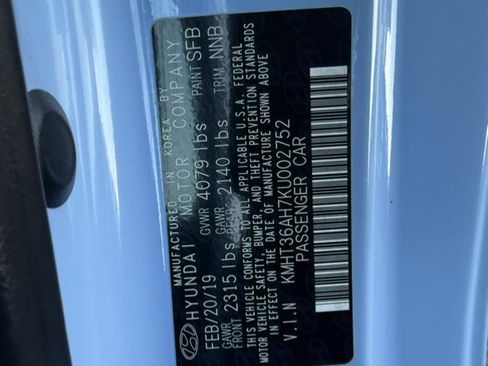 MANUFACTURED IN KOREA BY
HYUNDAI MOTOR COMPANY
FEB/20/19 GVWR 4079 lbs PAINT SFB
GAWR FRONT 2315 lbs GAWR REAR 2140 lbs TRIM NNB
THIS VEHICLE CONFORMS TO ALL APPLICABLE U.S.A FEDERAL
MOTOR VEHICLE SAFETY, BUMPER, AND THEFT PREVENTION STANDARDS
IN EFFECT ON THE DATE OF MANUFACTURE SHOWN ABOVE
V.I.N KMHT36AH7KU002752
PASSENGER CAR